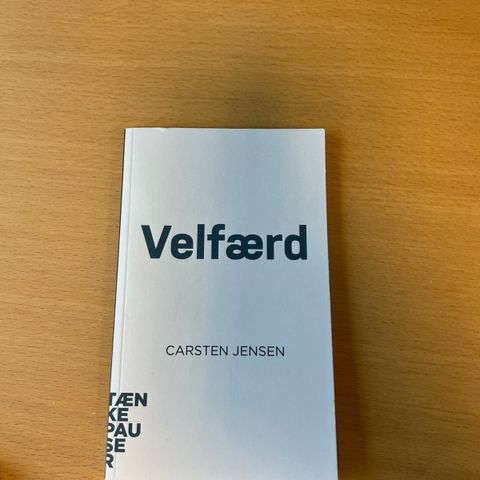 Velfærd
CARSTEN JENSEN
TÆN
KE
PAU
SE
R